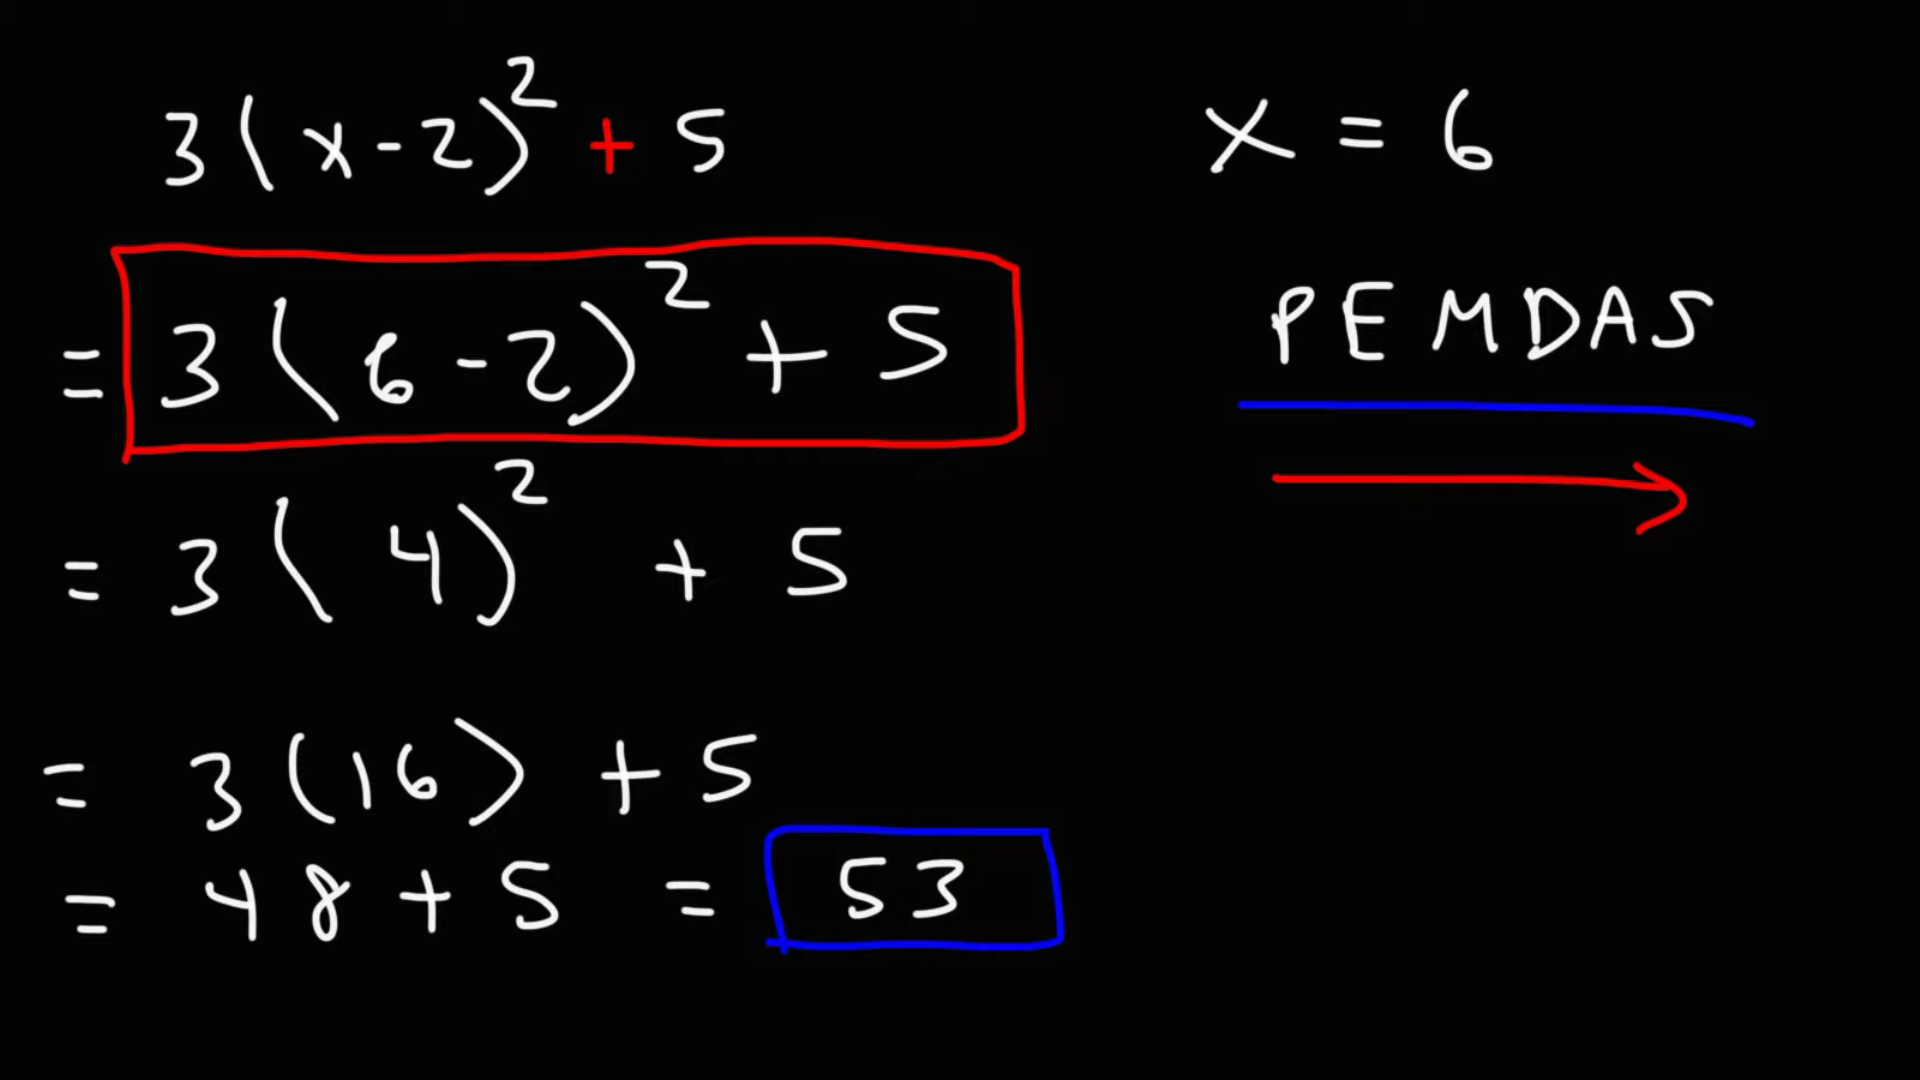 3(x-2)² + 5
x = 6
= 3(6-2)² + 5
PEMDAS
= 3(4)² + 5
= 3(16) + 5
= 48 + 5 = 53